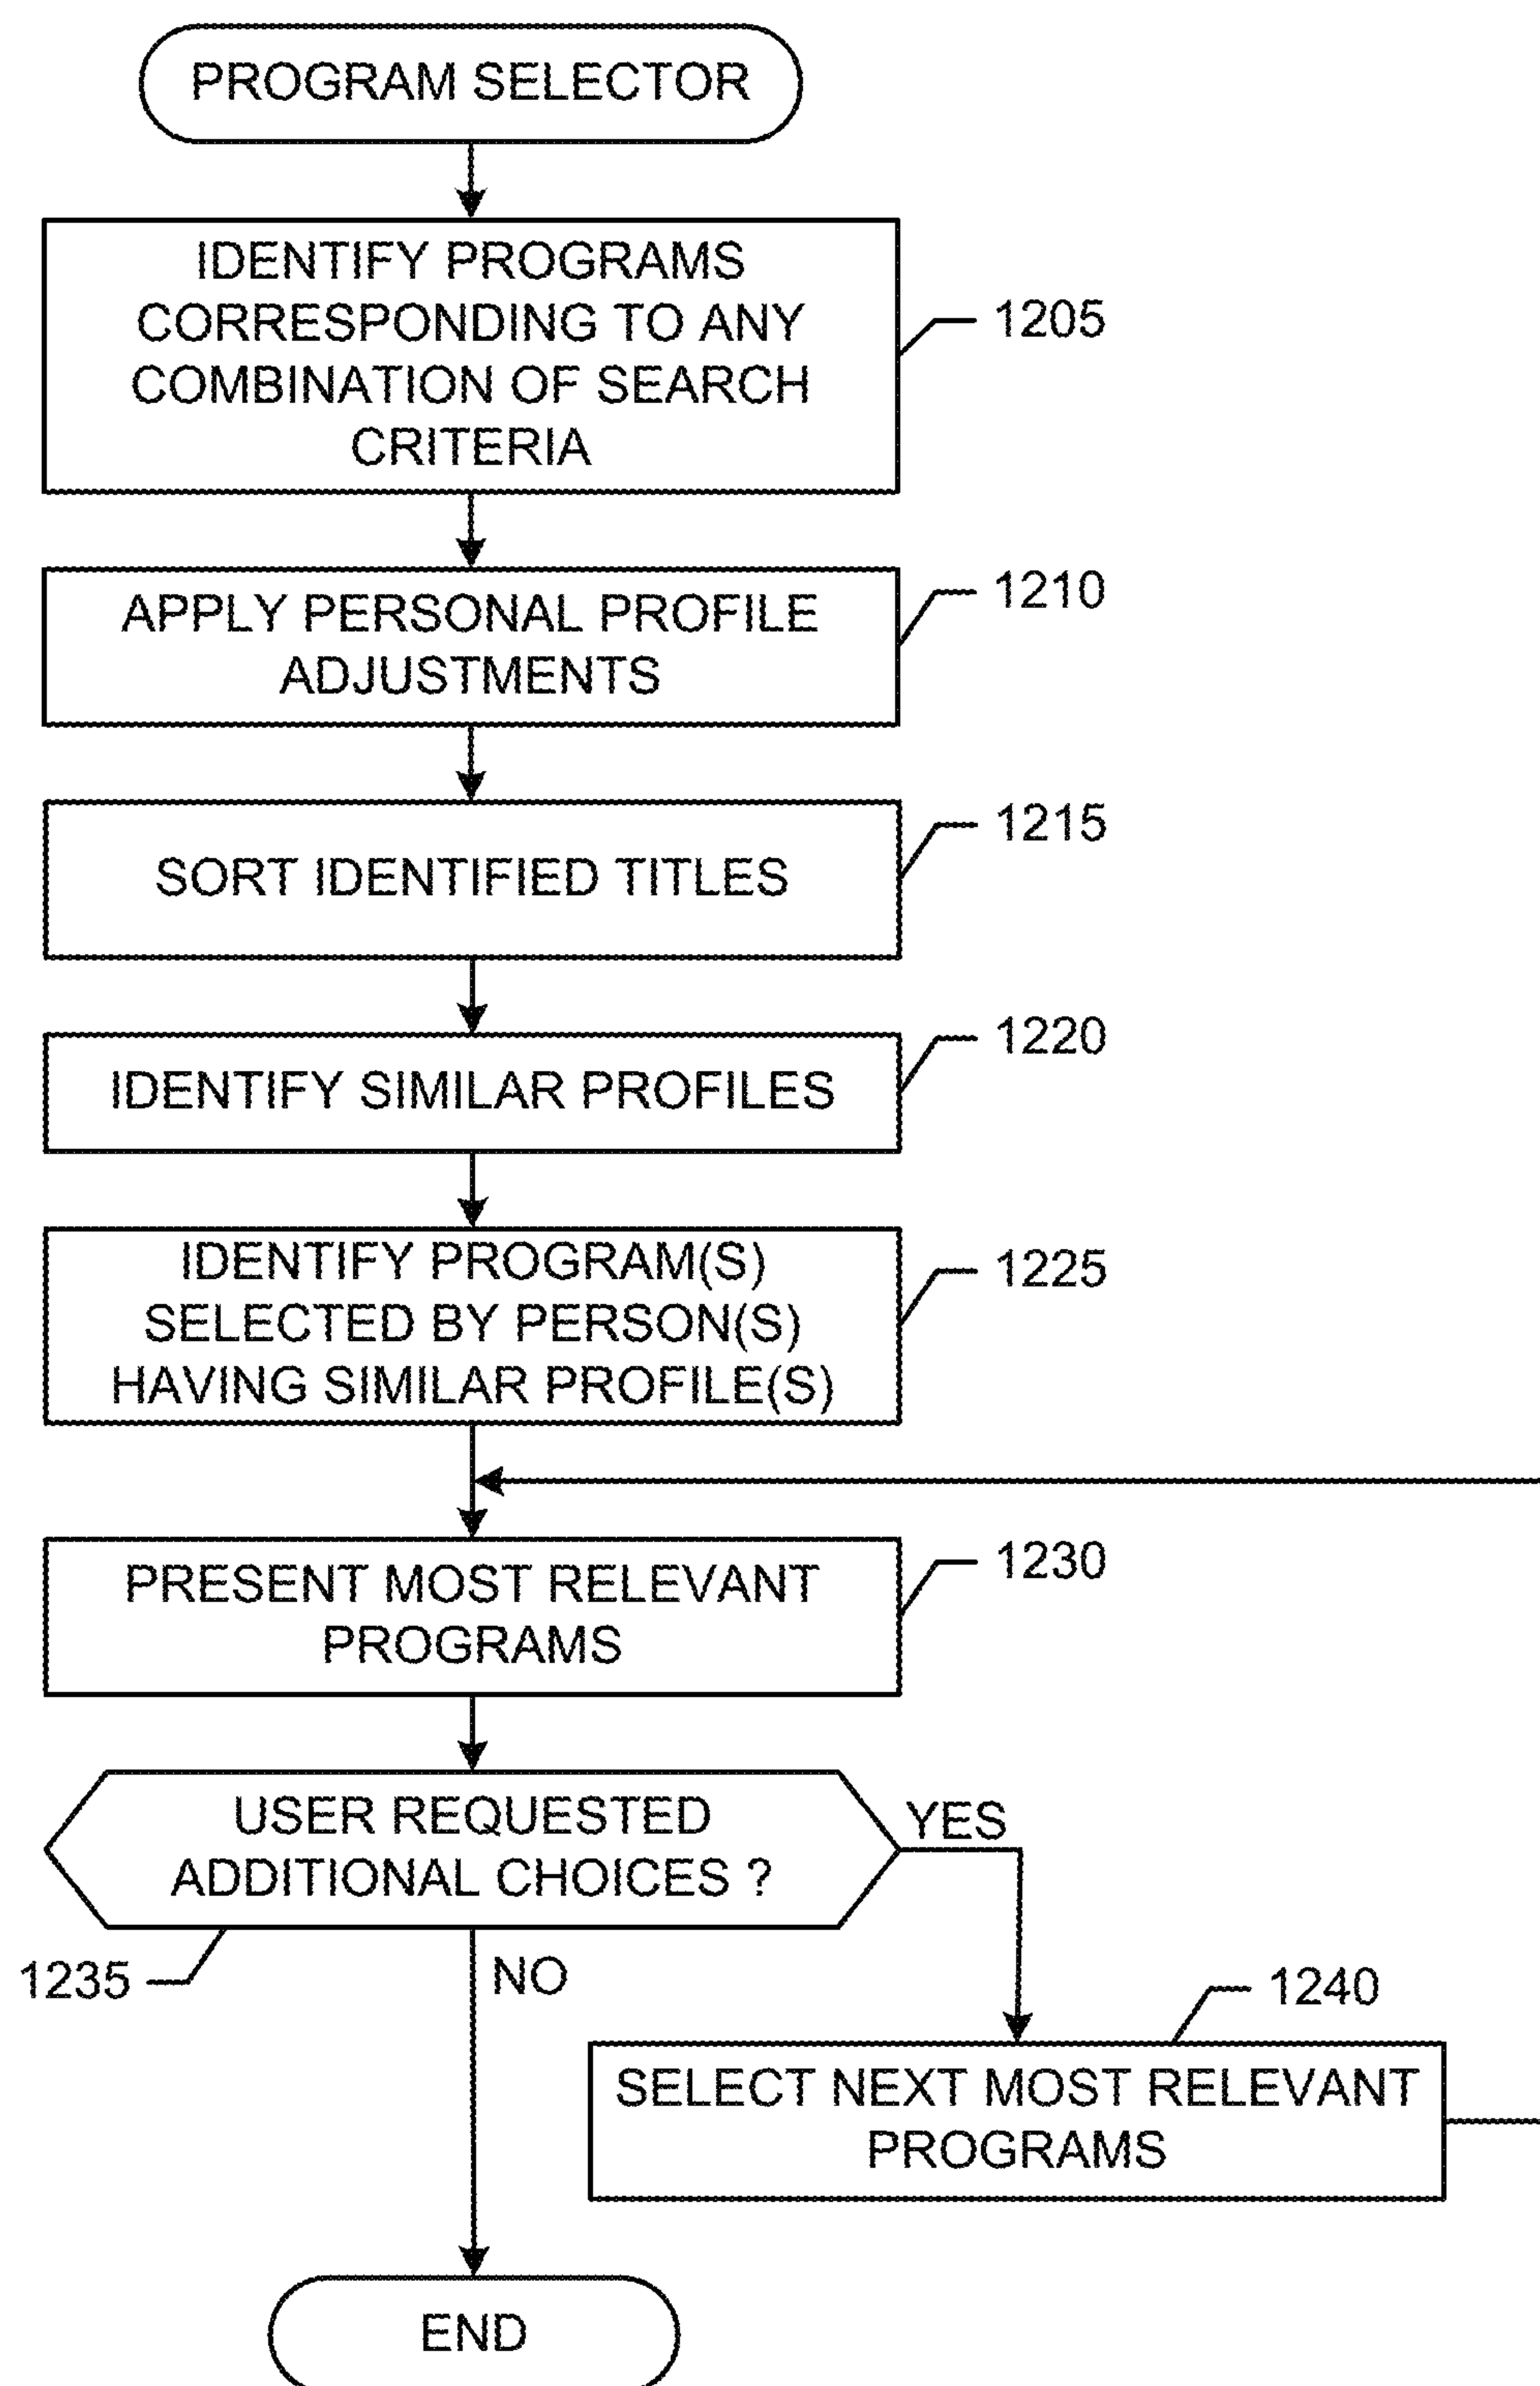 PROGRAM SELECTOR
IDENTIFY PROGRAMS
CORRESPONDING TO ANY
COMBINATION OF SEARCH
CRITERIA
1205
APPLY PERSONAL PROFILE
ADJUSTMENTS
1210
SORT IDENTIFIED TITLES
1215
IDENTIFY SIMILAR PROFILES
1220
IDENTIFY PROGRAM(S)
SELECTED BY PERSON(S)
HAVING SIMILAR PROFILE(S)
1225
PRESENT MOST RELEVANT
PROGRAMS
1230
USER REQUESTED
ADDITIONAL CHOICES ?
YES
1235
NO
1240
SELECT NEXT MOST RELEVANT
PROGRAMS
END